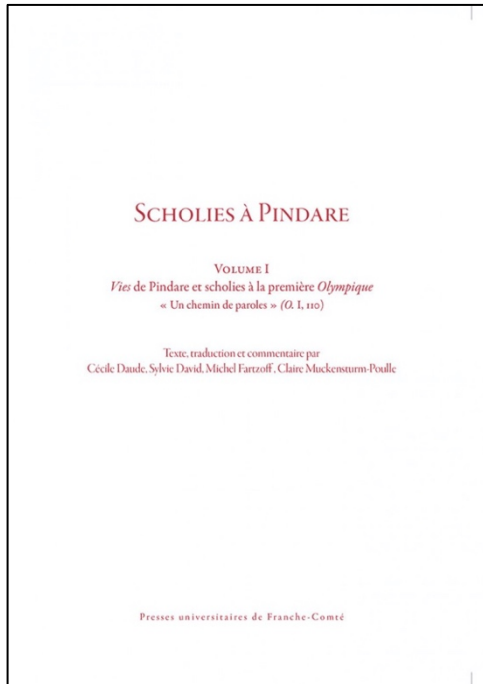 SCHOLIES À PINDARE
VOLUME I
Vies de Pindare et scholies à la première Olympique
« Un chemin de paroles » (O. I, 110)
Texte, traduction et commentaire par
Cécile Daude, Sylvie David, Michel Fartzoff, Claire Muckensturm-Poulle
Presses universitaires de Franche-Comté